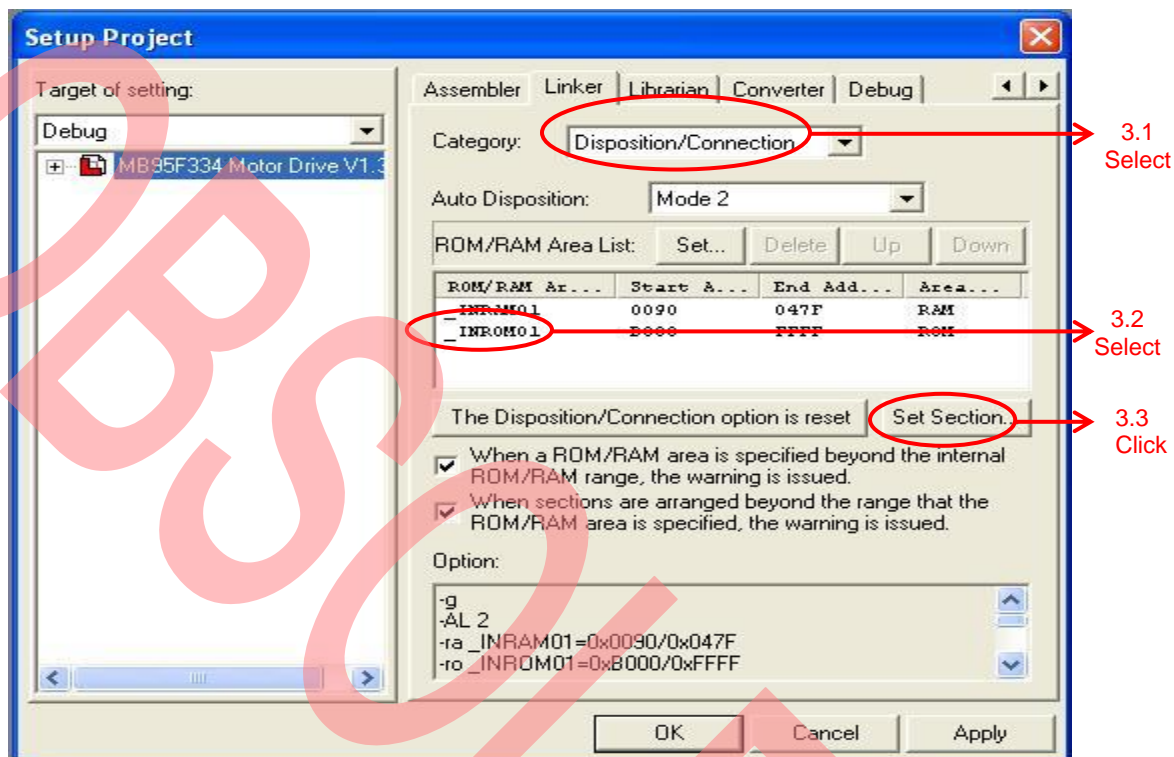 Setup Project
Target of setting:
Debug
MB95F334 Motor Drive V1.3
Assembler Linker Librarian Converter Debug
Category: Disposition/Connection
3.1
Select
Auto Disposition: Mode 2
ROM/RAM Area List: Set... Delete Up Down
ROM/RAM Ar... Start A... End Add... Area...
_INRAM01 0090 047F RAM
_INROM01 B000 FFFF ROM
3.2
Select
The Disposition/Connection option is reset Set Section..
3.3
Click
When a ROM/RAM area is specified beyond the internal
ROM/RAM range, the warning is issued.
When sections are arranged beyond the range that the
ROM/RAM area is specified, the warning is issued.
Option:
-g
-AL 2
-ra _INRAM01=0x0090/0x047F
-ro _INROM01=0xB000/0xFFFF
OK Cancel Apply